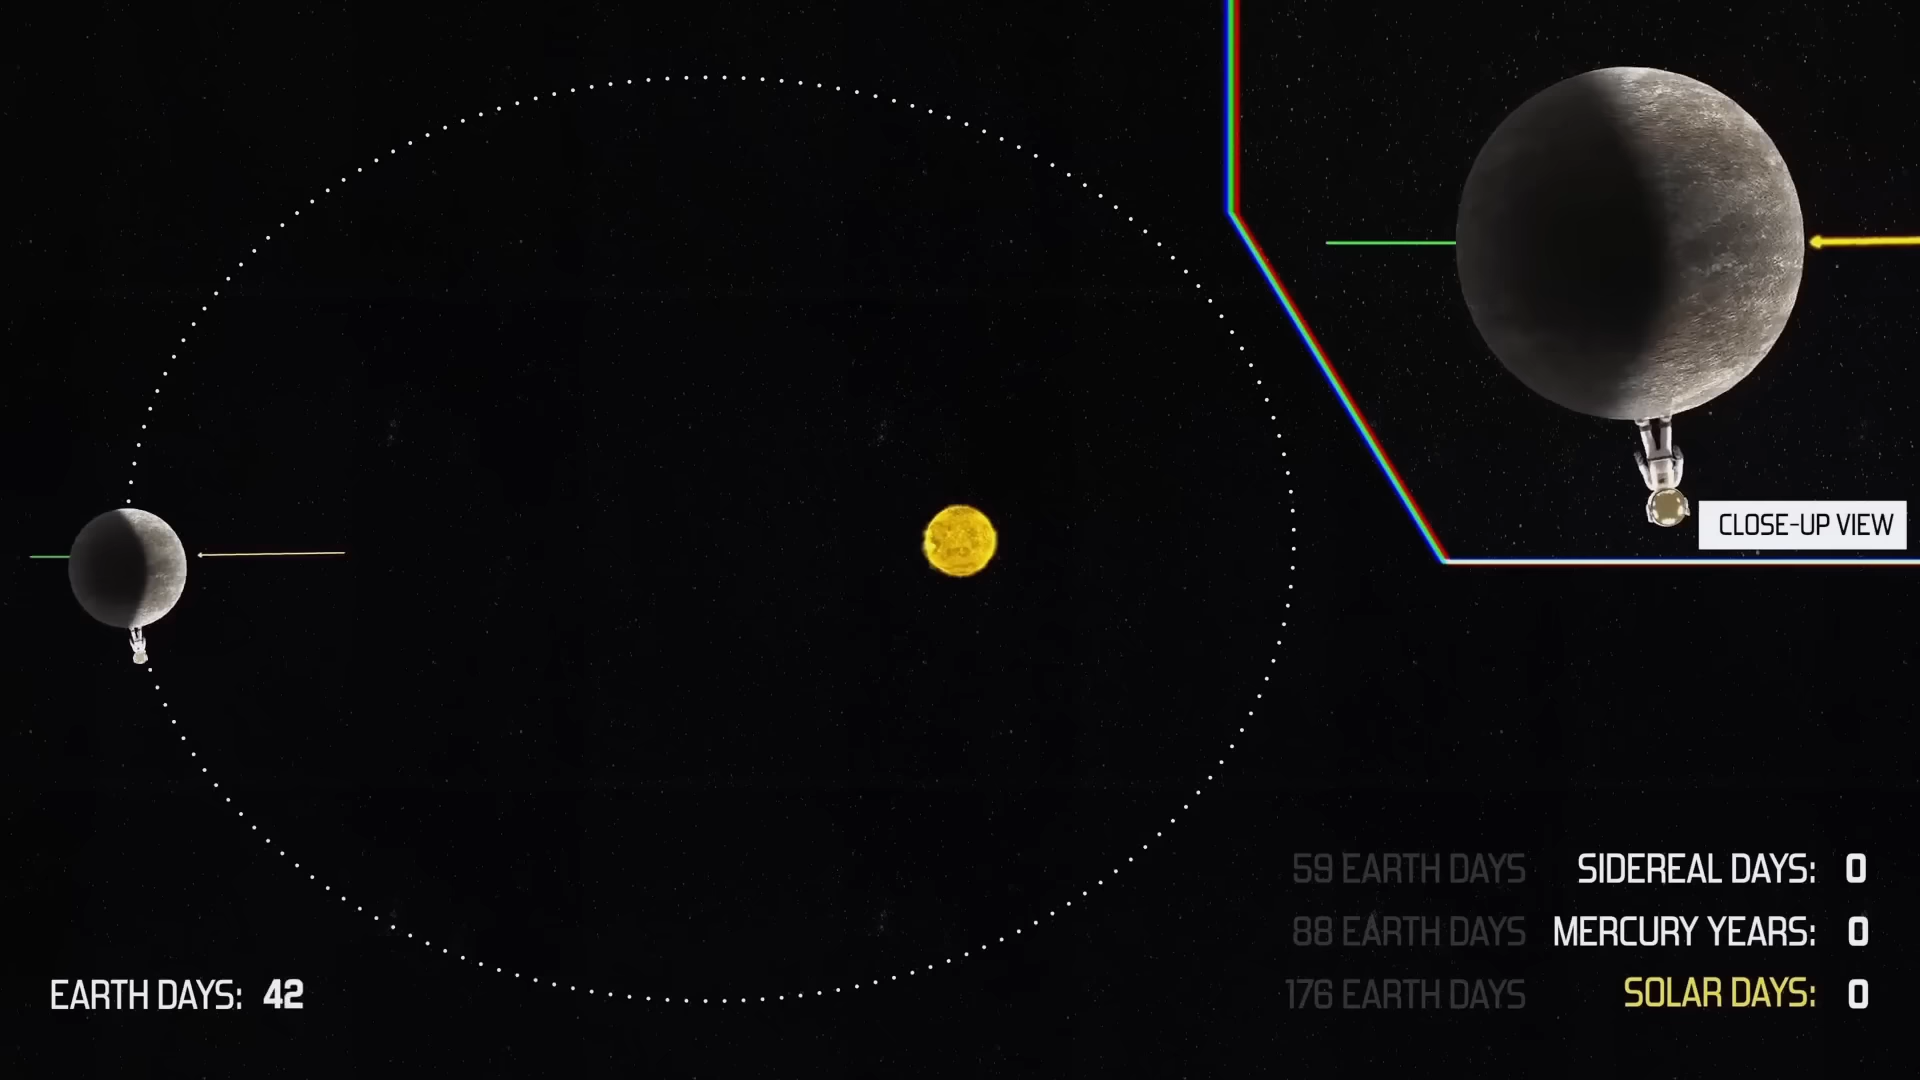 CLOSE-UP VIEW
59 EARTH DAYS SIDEREAL DAYS: 0
88 EARTH DAYS MERCURY YEARS: 0
176 EARTH DAYS SOLAR DAYS: 0
EARTH DAYS: 42